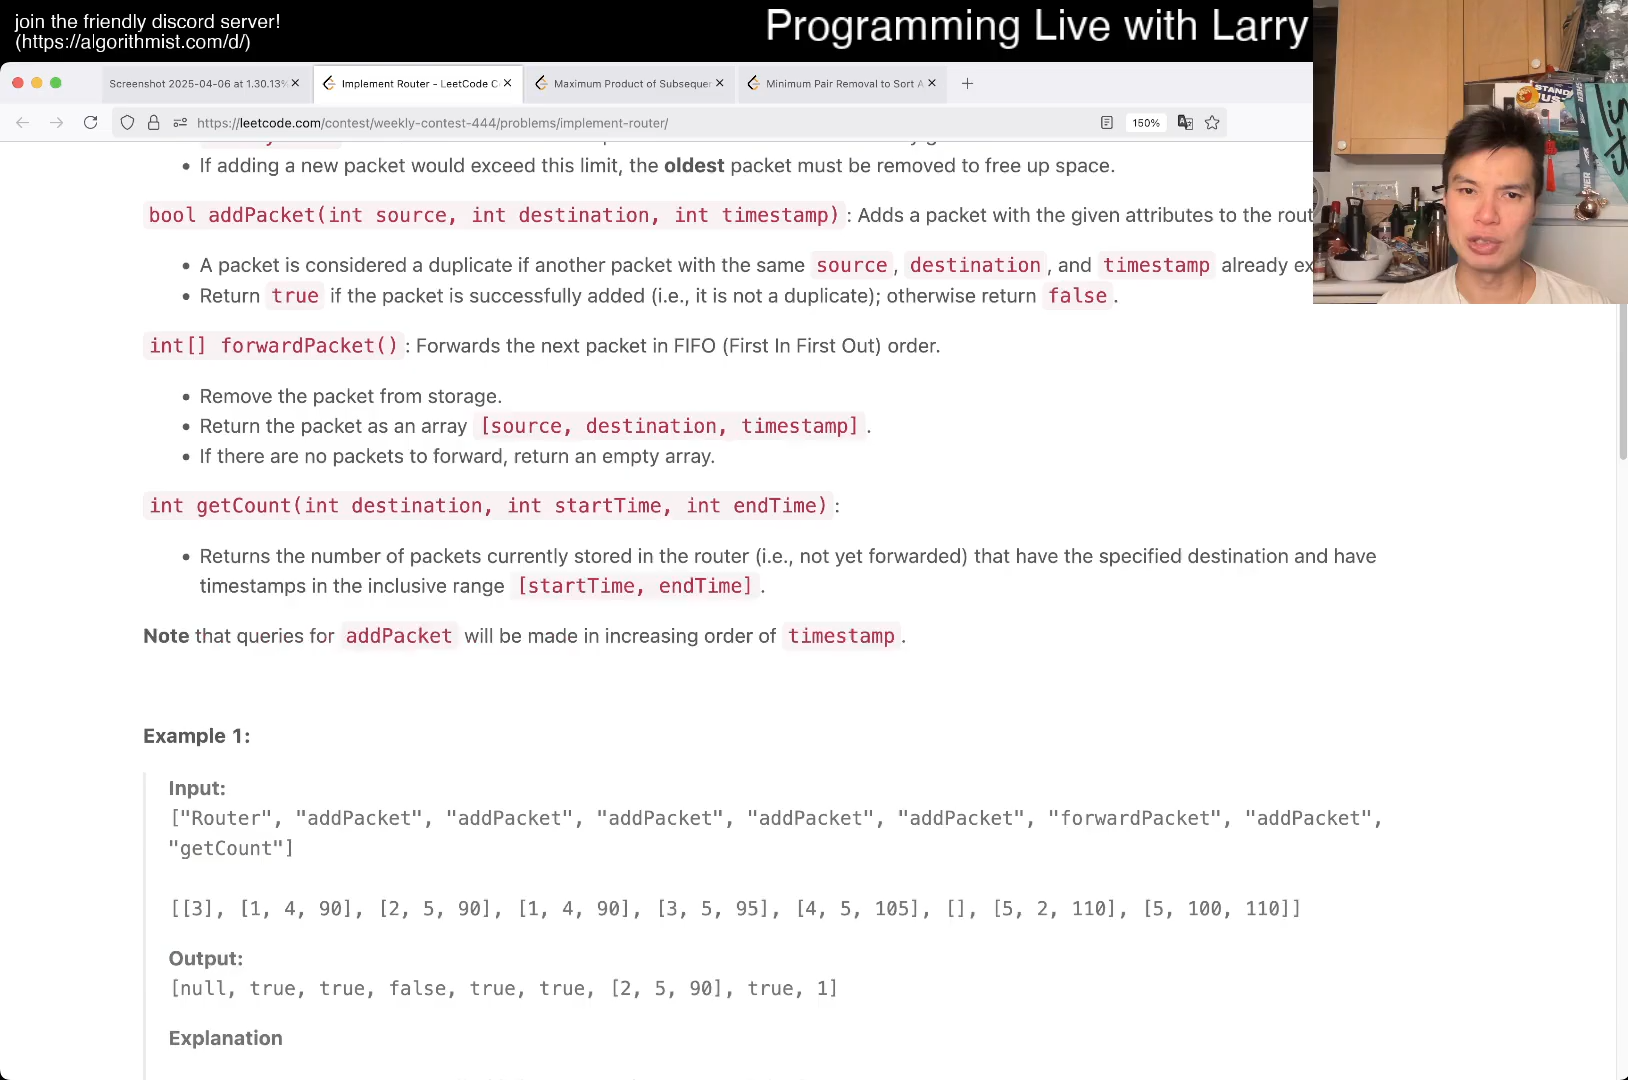 join the friendly discord server!
(https://algorithmist.com/d/)
Programming Live with Larry
Screenshot 2025-04-06 at 1.30.13
Implement Router - LeetCode C
Maximum Product of Subsequer
Minimum Pair Removal to Sort A
https://leetcode.com/contest/weekly-contest-444/problems/implement-router/
150%
• If adding a new packet would exceed this limit, the oldest packet must be removed to free up space.
bool addPacket(int source, int destination, int timestamp): Adds a packet with the given attributes to the rout
• A packet is considered a duplicate if another packet with the same source, destination, and timestamp already ex
• Return true if the packet is successfully added (i.e., it is not a duplicate); otherwise return false.
int[] forwardPacket(): Forwards the next packet in FIFO (First In First Out) order.
• Remove the packet from storage.
• Return the packet as an array [source, destination, timestamp].
• If there are no packets to forward, return an empty array.
int getCount(int destination, int startTime, int endTime):
• Returns the number of packets currently stored in the router (i.e., not yet forwarded) that have the specified destination and have
timestamps in the inclusive range [startTime, endTime].
Note that queries for addPacket will be made in increasing order of timestamp.
Example 1:
Input:
["Router", "addPacket", "addPacket", "addPacket", "addPacket", "addPacket", "forwardPacket", "addPacket",
"getCount"]
[[3], [1, 4, 90], [2, 5, 90], [1, 4, 90], [3, 5, 95], [4, 5, 105], [], [5, 2, 110], [5, 100, 110]]
Output:
[null, true, true, false, true, true, [2, 5, 90], true, 1]
Explanation